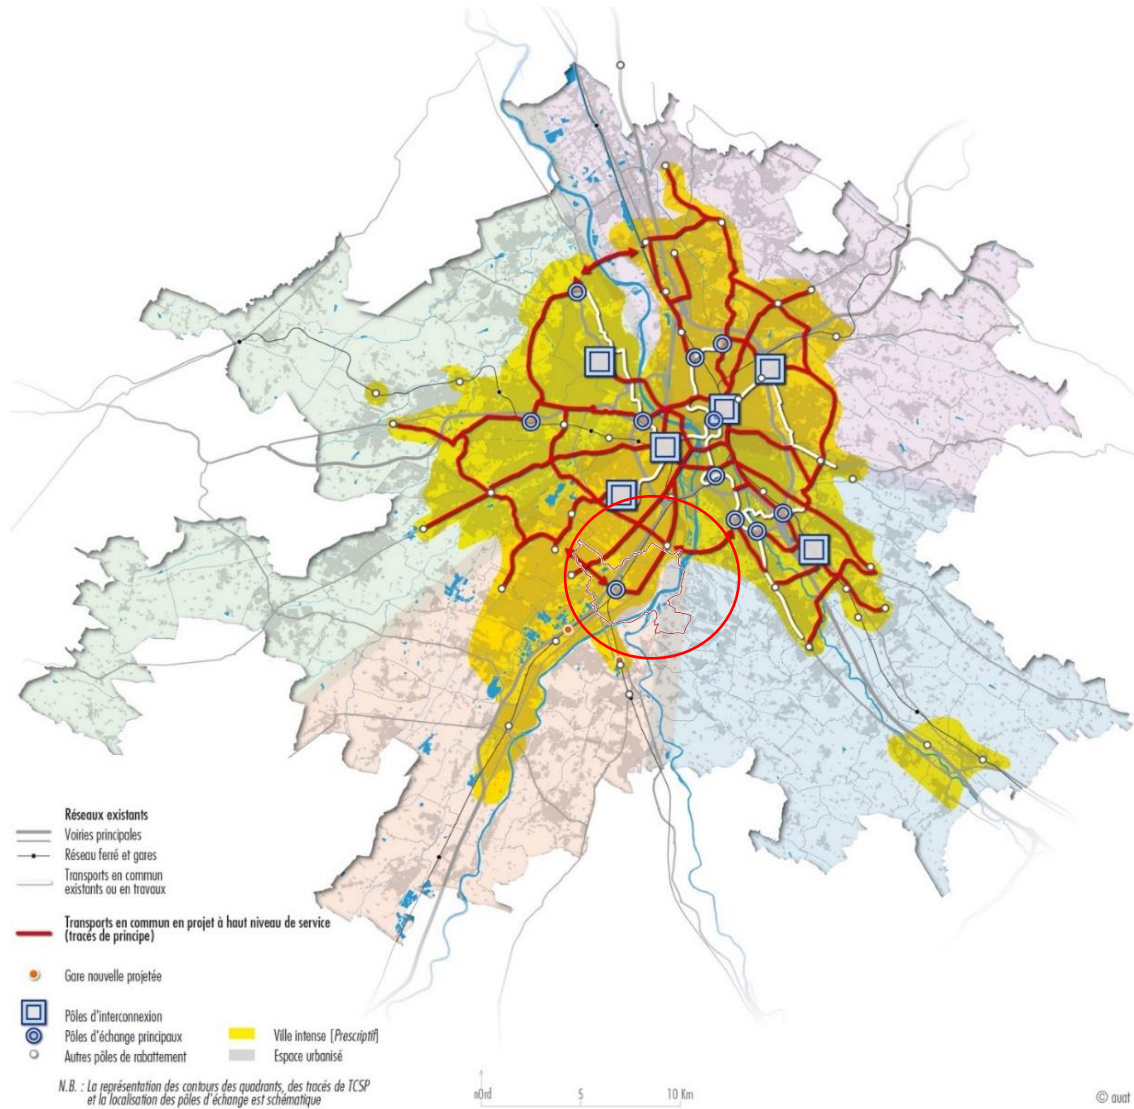 Réseaux existants
Voiries principales
Réseau ferré et gares
Transports en commun
existants ou en travaux
Transports en commun en projet à haut niveau de service
(tracés de principe)
Gare nouvelle projetée
Pôles d'interconnexion
Pôles d'échange principaux
Autres pôles de rabattement
Ville intense [Prescriptif]
Espace urbanisé
N.B. : La représentation des contours des quadrants, des tracés de TCSP
et la localisation des pôles d'échange est schématique
nOrd 5 10 Km
© auat